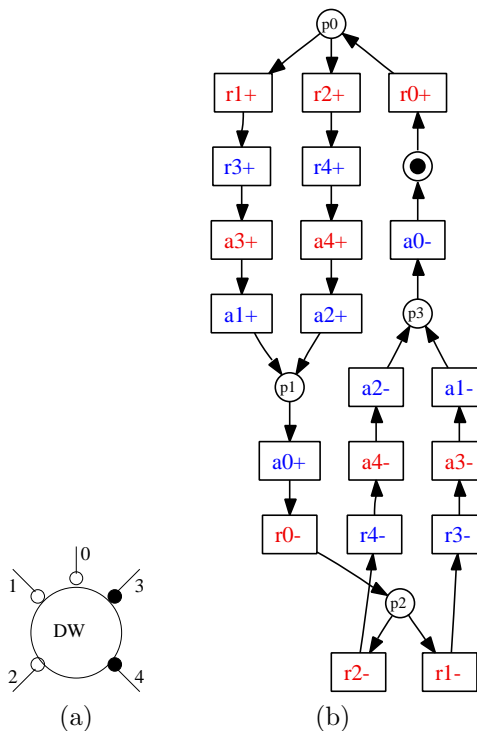 p0
r1+ r2+ r0+
r3+ r4+
a3+ a4+ a0-
a1+ a2+
p3
p1
a2- a1-
a0+ a4- a3-
r0- r4- r3-
0
1 3
p2
DW
2 4
r2- r1-
(a) (b)